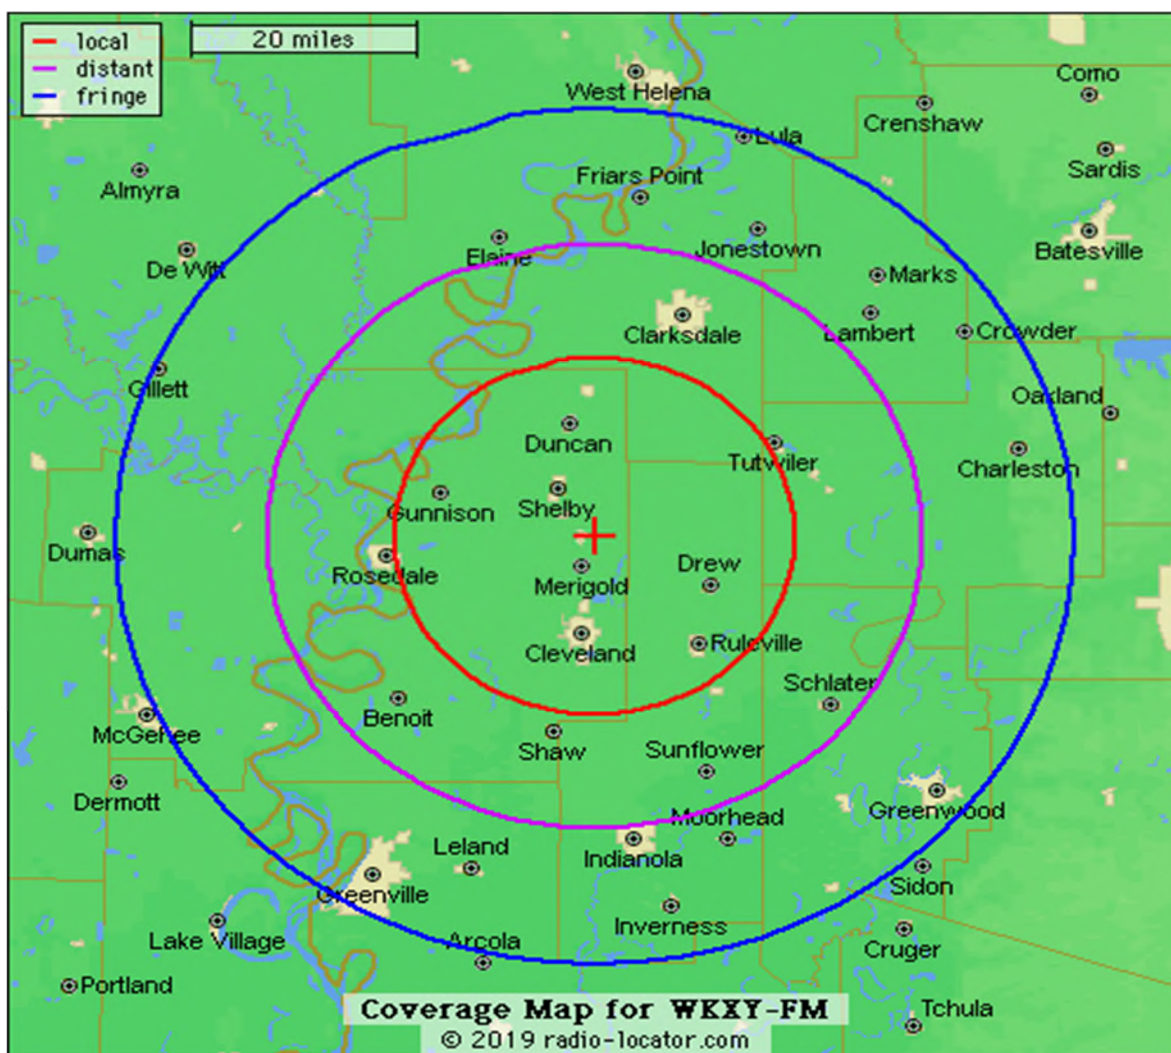 local
20 miles
distant
fringe
West Helena
Como
Crenshaw
Lula
Sardis
Almyra
Friars Point
Batesville
Jonestown
Elaine
De Witt
Marks
Clarksdale
Lambert
Crowder
Gillett
Oakland
Duncan
Tutwiler
Charleston
Shelby
Gunnison
Dumas
Rosedale
Drew
Merigold
Cleveland
Ruleville
Schlater
Benoit
McGehee
Shaw
Sunflower
Dermott
Greenwood
Moorhead
Leland
Indianola
Greenville
Sidon
Inverness
Lake Village
Arcola
Cruger
Portland
Tchula
Coverage Map for WKXY-FM
© 2019 radio-locator.com